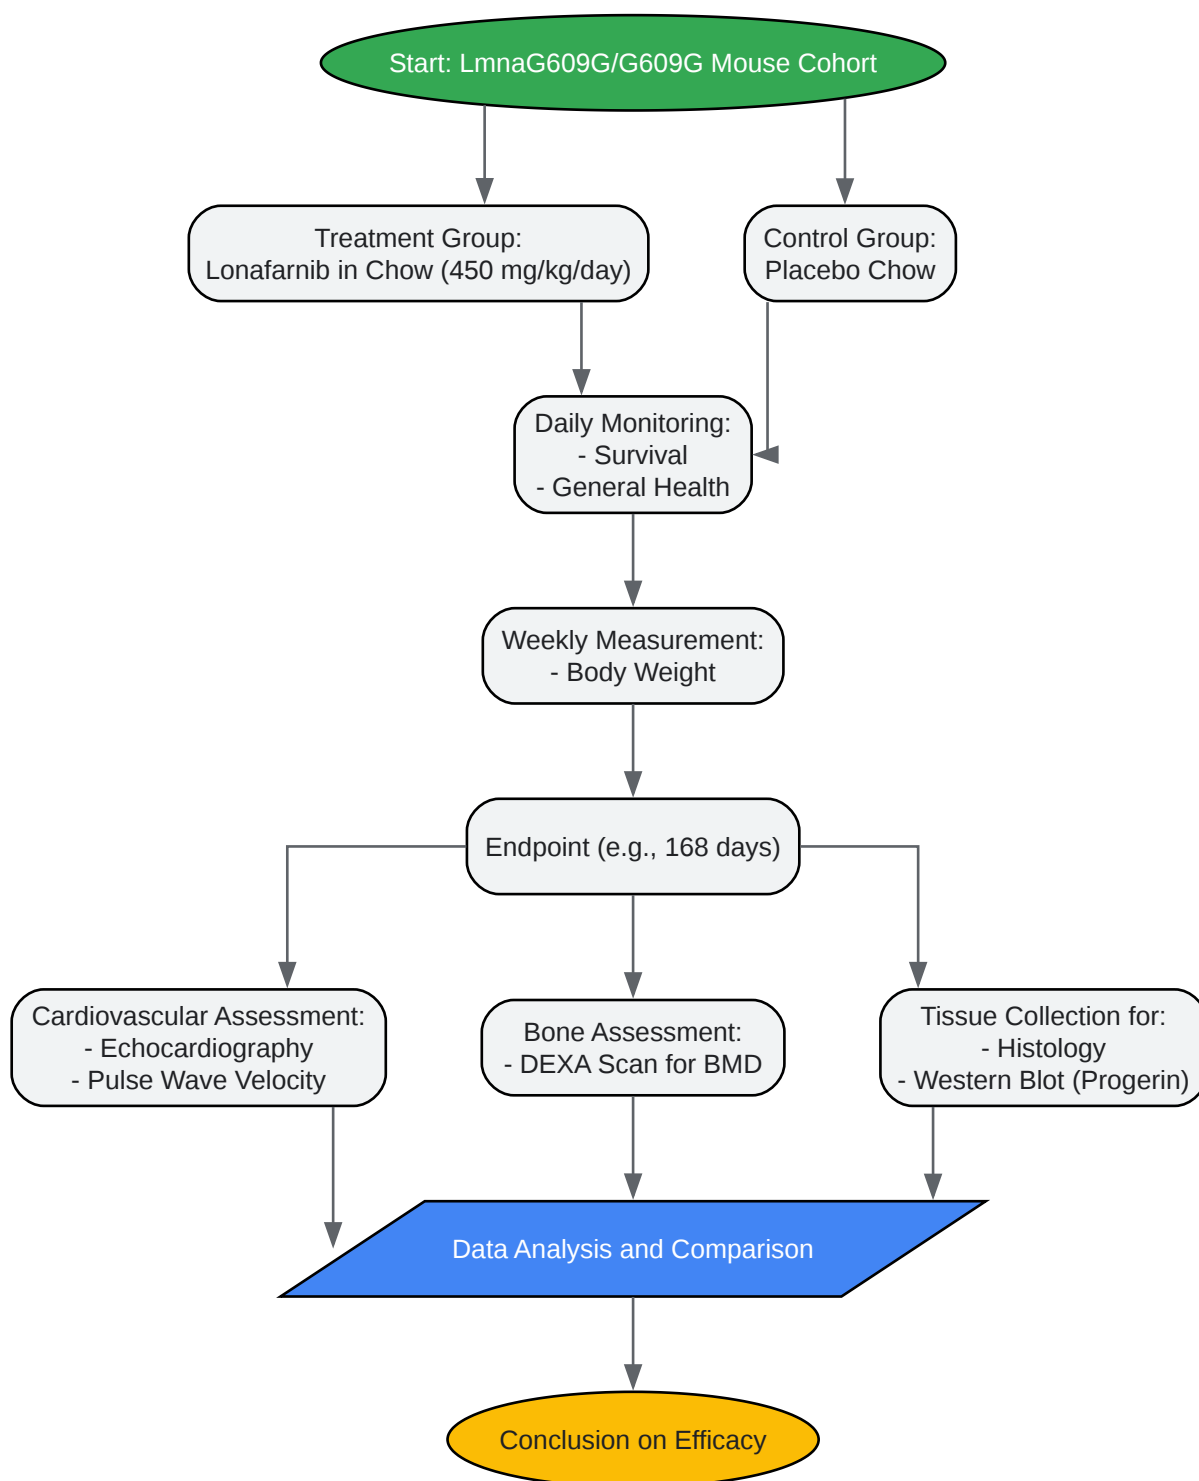 Start: LmnaG609G/G609G Mouse Cohort
Treatment Group:
Lonafarnib in Chow (450 mg/kg/day)
Control Group:
Placebo Chow
Daily Monitoring:
- Survival
- General Health
Weekly Measurement:
- Body Weight
Endpoint (e.g., 168 days)
Cardiovascular Assessment:
- Echocardiography
- Pulse Wave Velocity
Bone Assessment:
- DEXA Scan for BMD
Tissue Collection for:
- Histology
- Western Blot (Progerin)
Data Analysis and Comparison
Conclusion on Efficacy